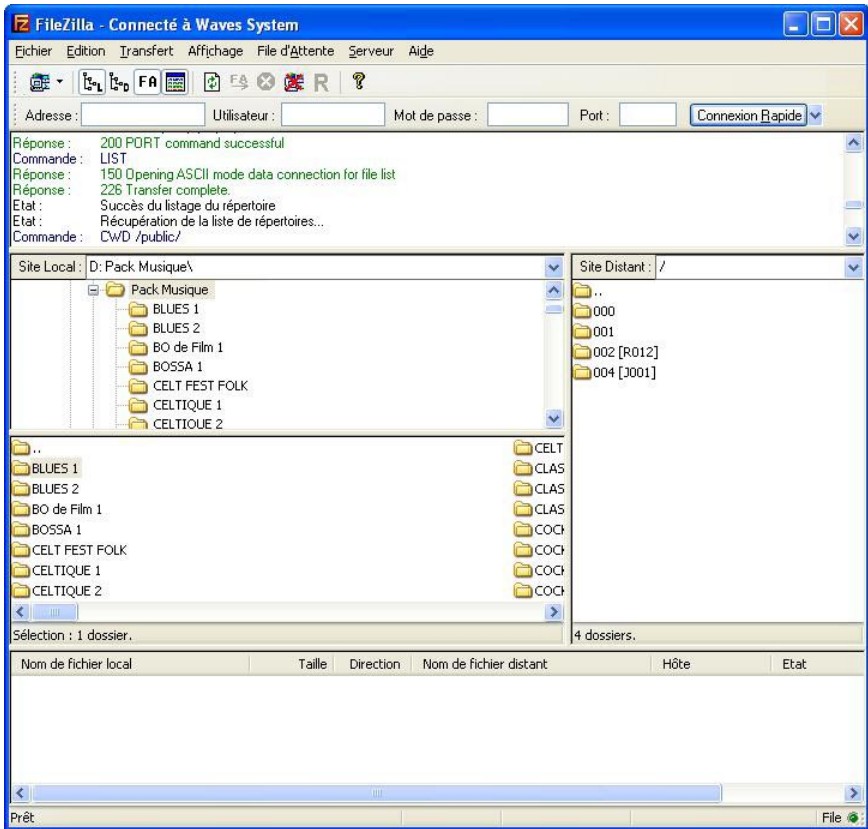 FileZilla - Connecté à Waves System
Fichier Edition Transfert Affichage File d'Attente Serveur Aide
L D FA FA R ?
Adresse : Utilisateur : Mot de passe : Port : Connexion Rapide
Réponse : 200 PORT command successful
Commande : LIST
Réponse : 150 Opening ASCII mode data connection for file list
Réponse : 226 Transfer complete.
Etat : Succès du listage du répertoire
Etat : Récupération de la liste de répertoires...
Commande : CWD /public/
Site Local : D: Pack Musique\
Pack Musique
BLUES 1
BLUES 2
BO de Film 1
BOSSA 1
CELT FEST FOLK
CELTIQUE 1
CELTIQUE 2
..
BLUES 1
BLUES 2
BO de Film 1
BOSSA 1
CELT FEST FOLK
CELTIQUE 1
CELTIQUE 2
CELT
CLAS
CLAS
CLAS
COCK
COCK
COCK
COCK
Sélection : 1 dossier.
Site Distant : /
..
000
001
002 [R012]
004 [J001]
4 dossiers.
Nom de fichier local Taille Direction Nom de fichier distant Hôte Etat
Prêt File